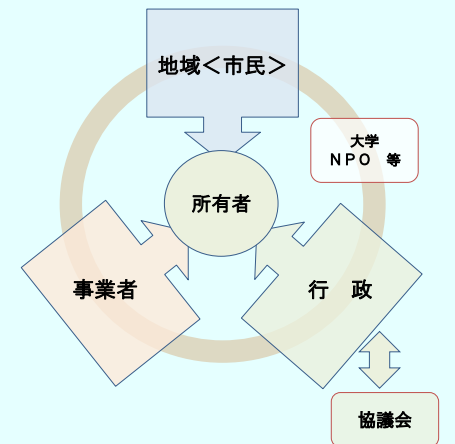 地域＜市民＞
大学
ＮＰＯ　等
所有者
事業者
行　政
協議会